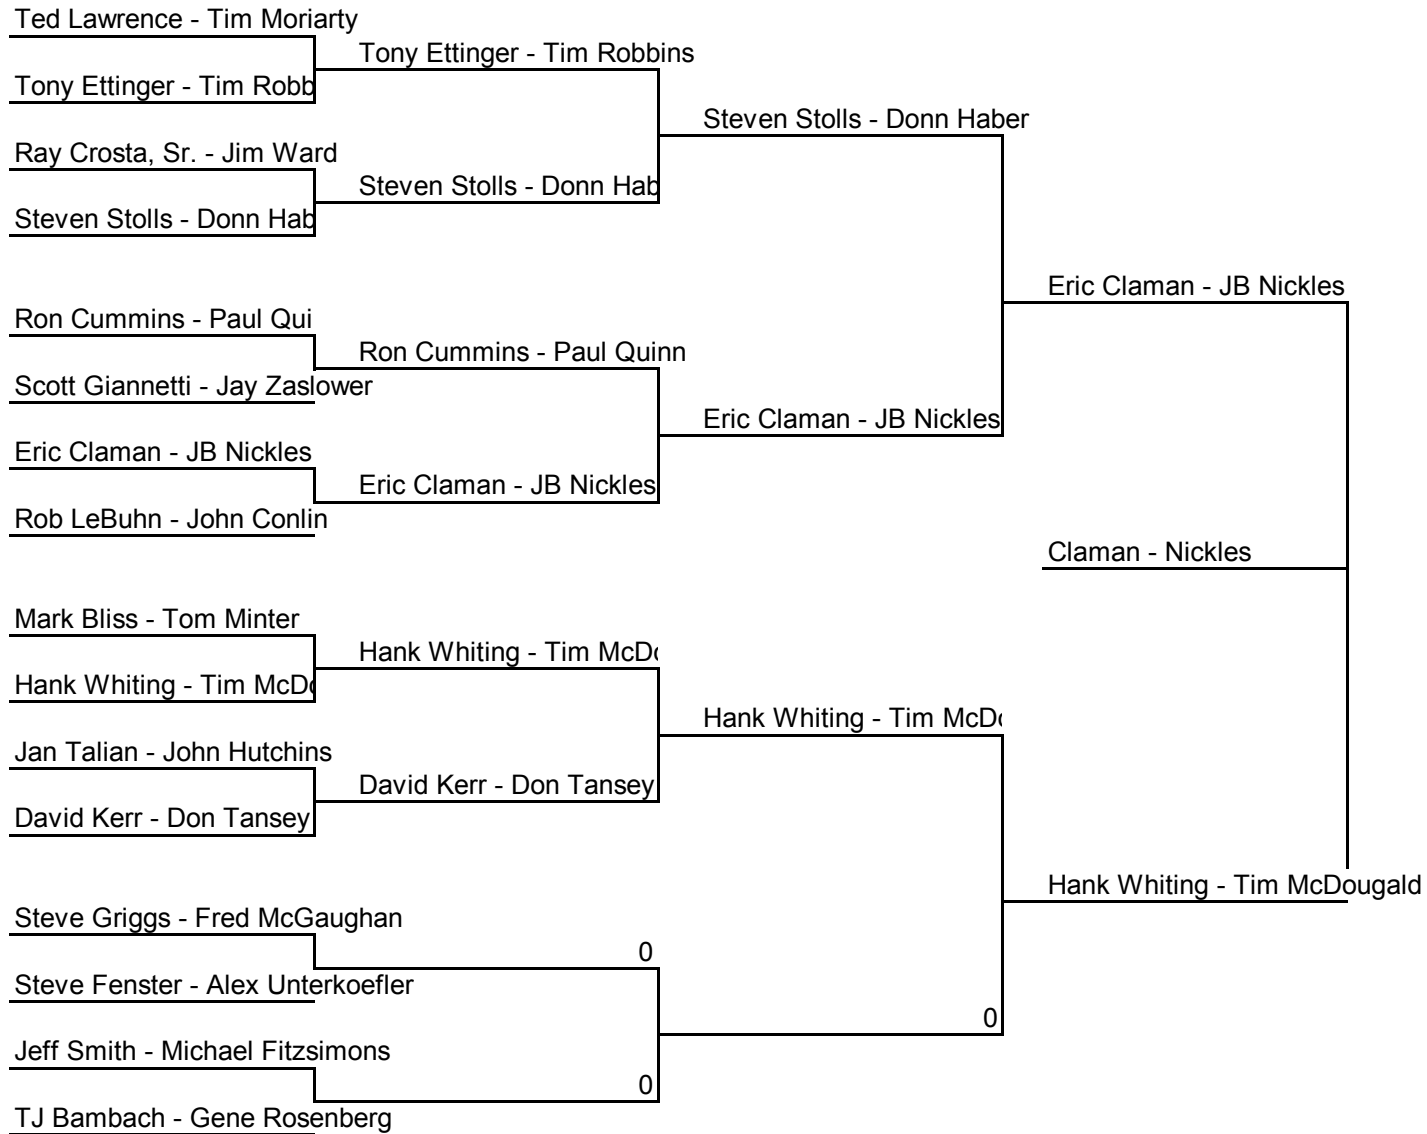 Ted Lawrence - Tim Moriarty
Tony Ettinger - Tim Robbins
Tony Ettinger - Tim Robb
Steven Stolls - Donn Haber
Ray Crosta, Sr. - Jim Ward
Steven Stolls - Donn Hab
Steven Stolls - Donn Hab
Eric Claman - JB Nickles
Ron Cummins - Paul Qui
Ron Cummins - Paul Quinn
Scott Giannetti - Jay Zaslower
Eric Claman - JB Nickles
Eric Claman - JB Nickles
Eric Claman - JB Nickles
Rob LeBuhn - John Conlin
Claman - Nickles
Mark Bliss - Tom Minter
Hank Whiting - Tim McDo
Hank Whiting - Tim McDo
Hank Whiting - Tim McDo
Jan Talian - John Hutchins
David Kerr - Don Tansey
David Kerr - Don Tansey
Hank Whiting - Tim McDougald
Steve Griggs - Fred McGaughan
0
Steve Fenster - Alex Unterkoefler
0
Jeff Smith - Michael Fitzsimons
0
TJ Bambach - Gene Rosenberg